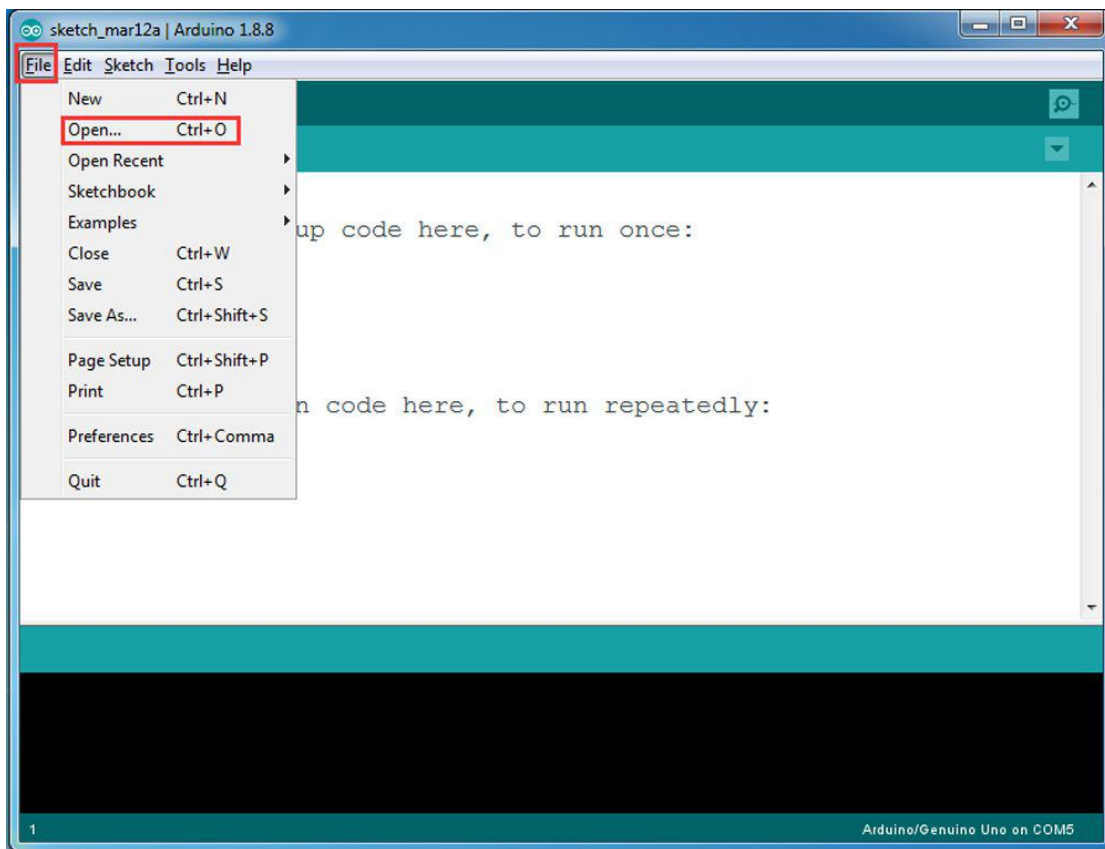 sketch_mar12a | Arduino 1.8.8
File Edit Sketch Tools Help
New Ctrl+N
Open... Ctrl+O
Open Recent
Sketchbook
Examples
up code here, to run once:
Close Ctrl+W
Save Ctrl+S
Save As... Ctrl+Shift+S
Page Setup Ctrl+Shift+P
Print Ctrl+P
n code here, to run repeatedly:
Preferences Ctrl+Comma
Quit Ctrl+Q
1 Arduino/Genuino Uno on COM5